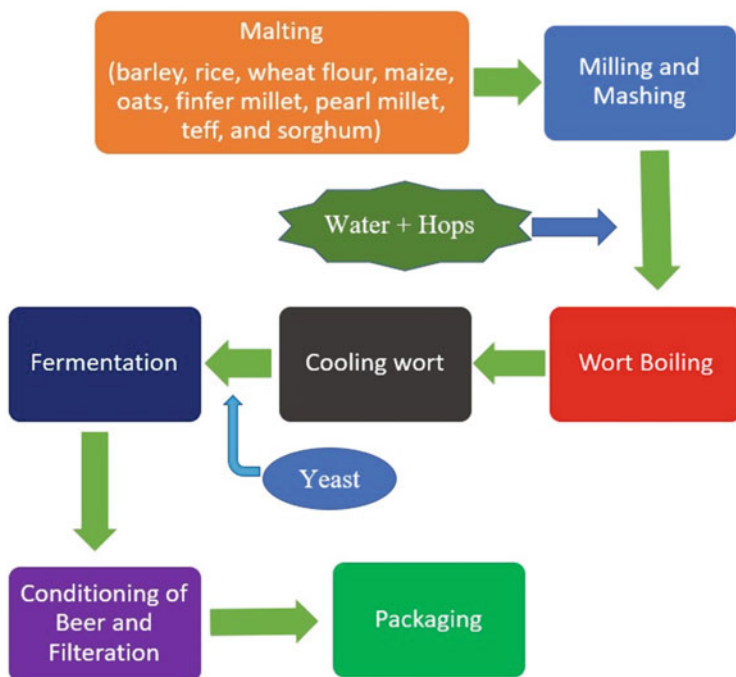 Malting
(barley, rice, wheat flour, maize,
oats, finfer millet, pearl millet,
teff, and sorghum)
Milling and
Mashing
Water + Hops
Wort Boiling
Cooling wort
Fermentation
Yeast
Conditioning of
Beer and
Filteration
Packaging